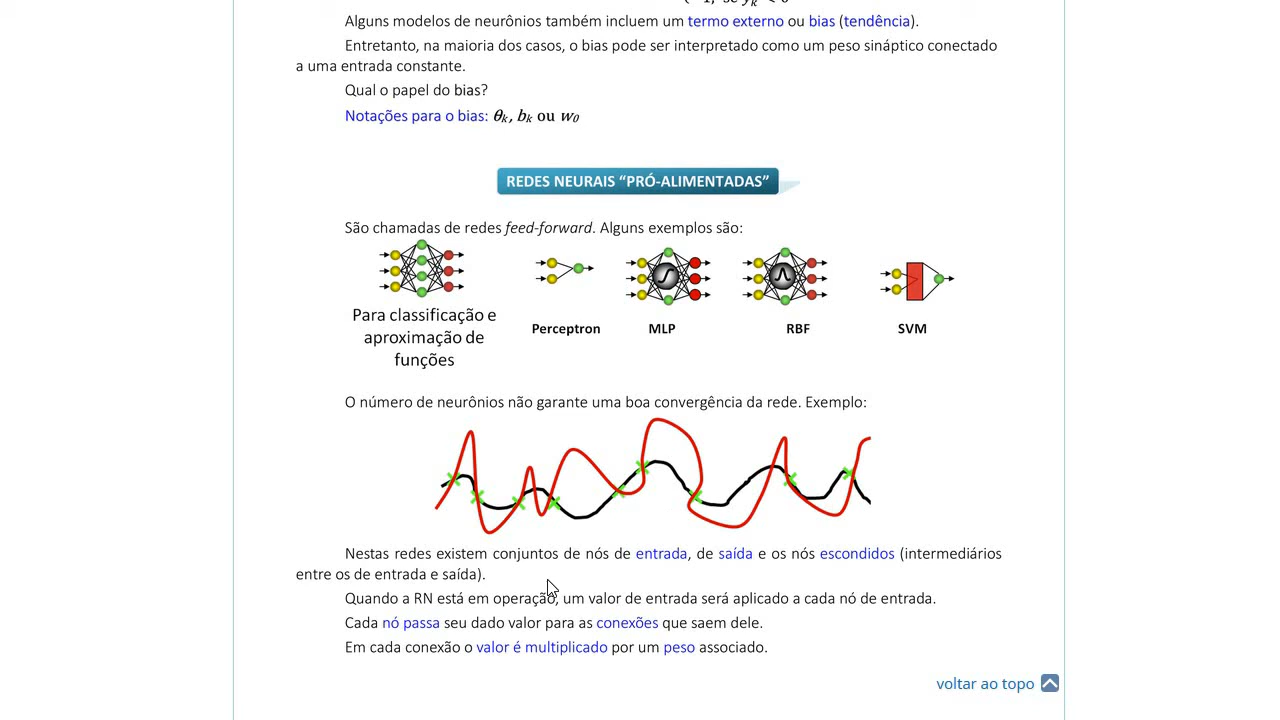 Alguns modelos de neurônios também incluem um termo externo ou bias (tendência).
Entretanto, na maioria dos casos, o bias pode ser interpretado como um peso sináptico conectado
a uma entrada constante.
Qual o papel do bias?
Notações para o bias: θₖ, bₖ ou w₀
REDES NEURAIS “PRÓ-ALIMENTADAS”
São chamadas de redes feed-forward. Alguns exemplos são:
Para classificação e
aproximação de
funções
Perceptron
MLP
RBF
SVM
O número de neurônios não garante uma boa convergência da rede. Exemplo:
Nestas redes existem conjuntos de nós de entrada, de saída e os nós escondidos (intermediários
entre os de entrada e saída).
Quando a RN está em operação, um valor de entrada será aplicado a cada nó de entrada.
Cada nó passa seu dado valor para as conexões que saem dele.
Em cada conexão o valor é multiplicado por um peso associado.
voltar ao topo